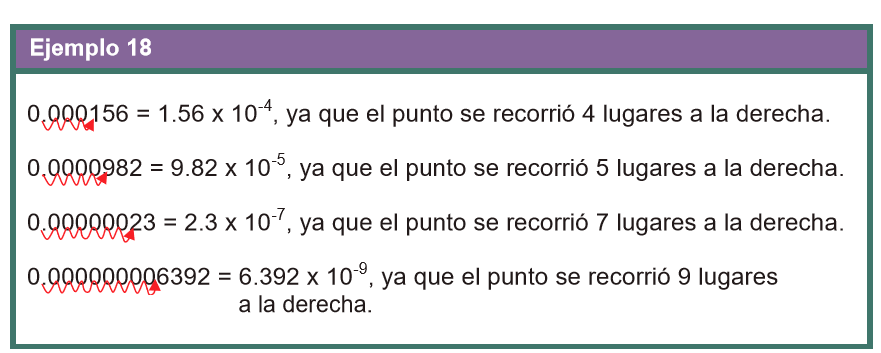 Ejemplo 18
0.000156 = 1.56 x 10⁻⁴, ya que el punto se recorrió 4 lugares a la derecha.
0.0000982 = 9.82 x 10⁻⁵, ya que el punto se recorrió 5 lugares a la derecha.
0.00000023 = 2.3 x 10⁻⁷, ya que el punto se recorrió 7 lugares a la derecha.
0.000000006392 = 6.392 x 10⁻⁹, ya que el punto se recorrió 9 lugares
a la derecha.